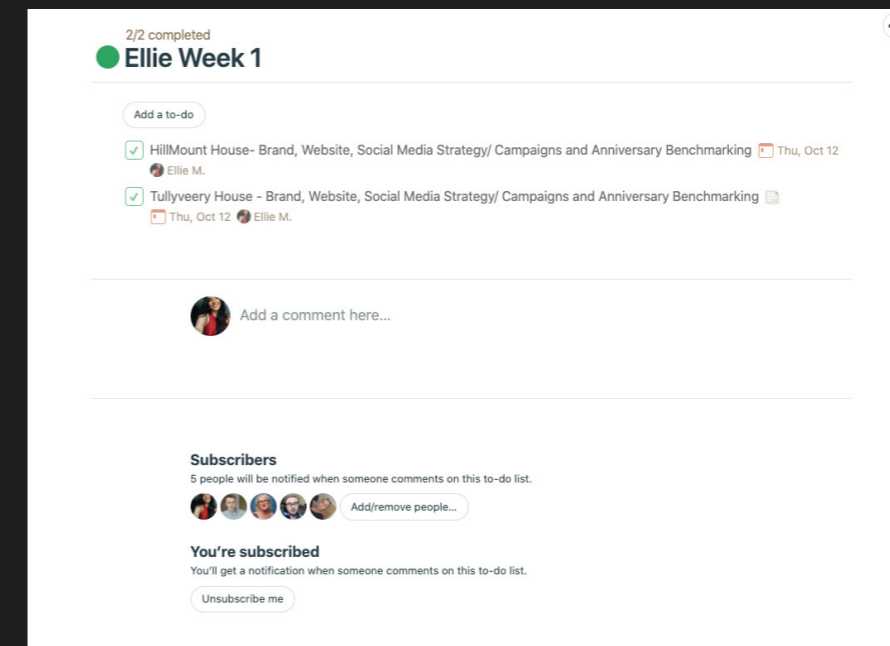 2/2 completed
Ellie Week 1
Add a to-do
HillMount House- Brand, Website, Social Media Strategy/ Campaigns and Anniversary Benchmarking Thu, Oct 12
Ellie M.
Tullyveery House - Brand, Website, Social Media Strategy/ Campaigns and Anniversary Benchmarking
Thu, Oct 12 Ellie M.
Add a comment here...
Subscribers
5 people will be notified when someone comments on this to-do list.
Add/remove people...
You’re subscribed
You’ll get a notification when someone comments on this to-do list.
Unsubscribe me